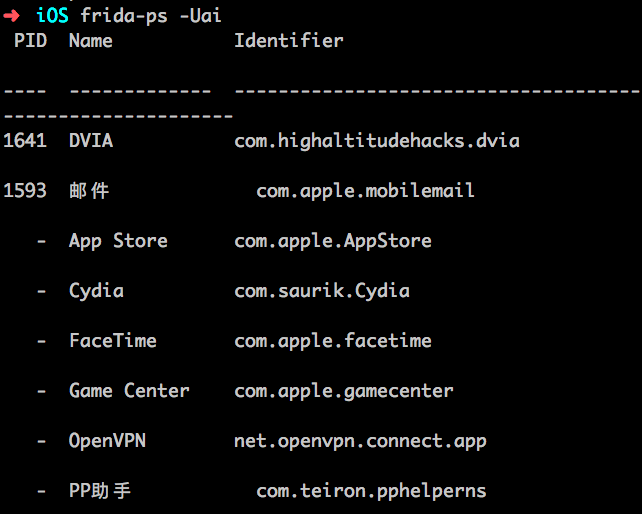 ➜ iOS frida-ps -Uai
PID Name Identifier
---- ------------- -------------------------------------
---------------------
1641 DVIA com.highaltitudehacks.dvia
1593 邮件 com.apple.mobilemail
- App Store com.apple.AppStore
- Cydia com.saurik.Cydia
- FaceTime com.apple.facetime
- Game Center com.apple.gamecenter
- OpenVPN net.openvpn.connect.app
- PP助手 com.teiron.pphelperns